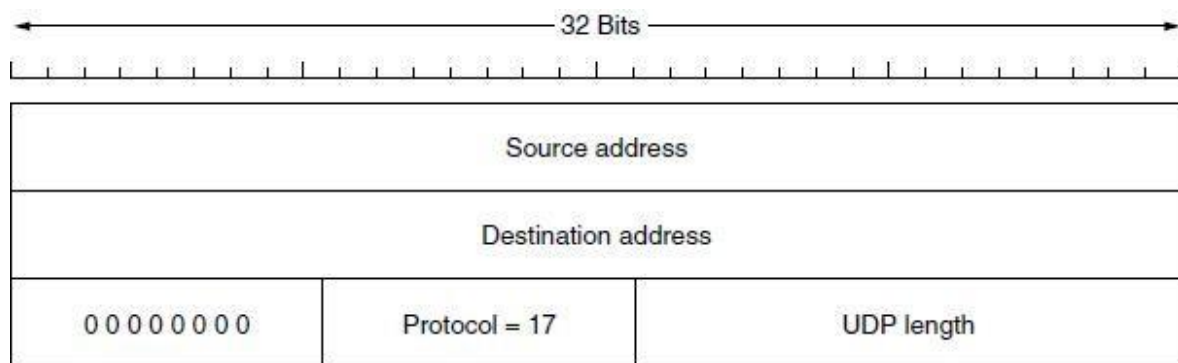 32 Bits
Source address
Destination address
0 0 0 0 0 0 0 0 Protocol = 17 UDP length